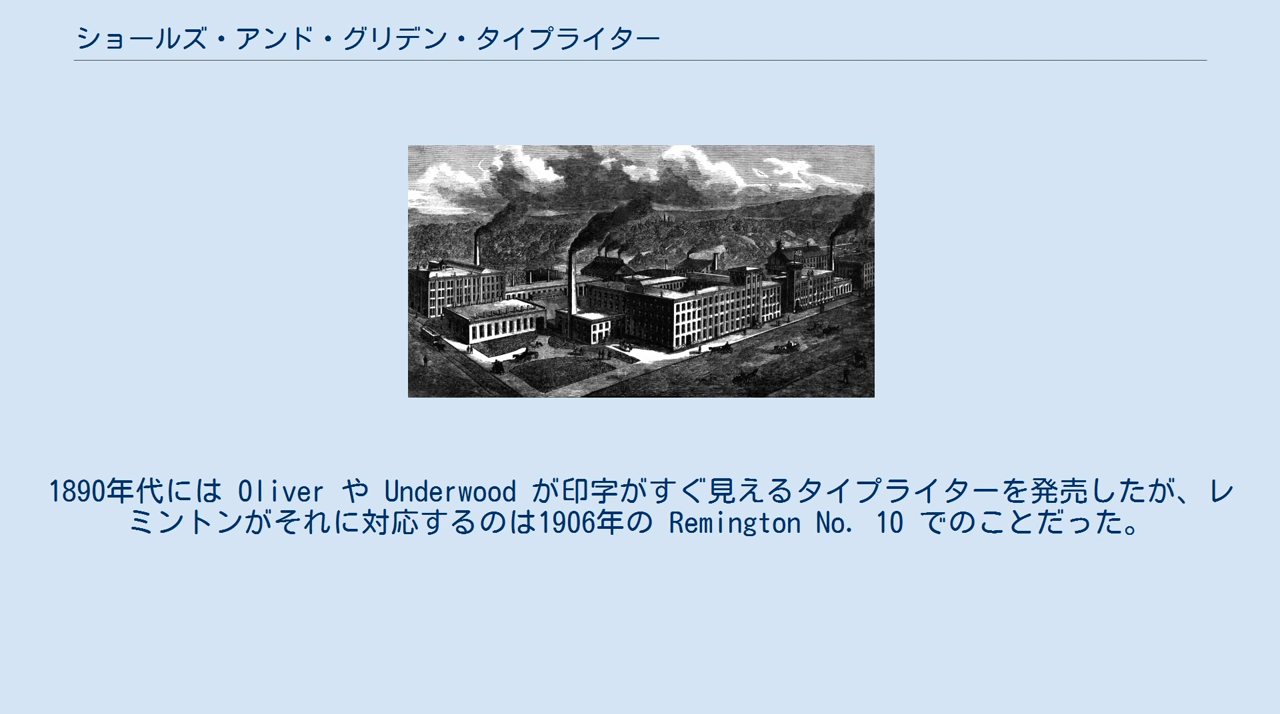 ショールズ・アンド・グリデン・タイプライター
1890年代には Oliver や Underwood が印字がすぐ見えるタイプライターを発売したが、レ
ミントンがそれに対応するのは1906年の Remington No. 10 でのことだった。